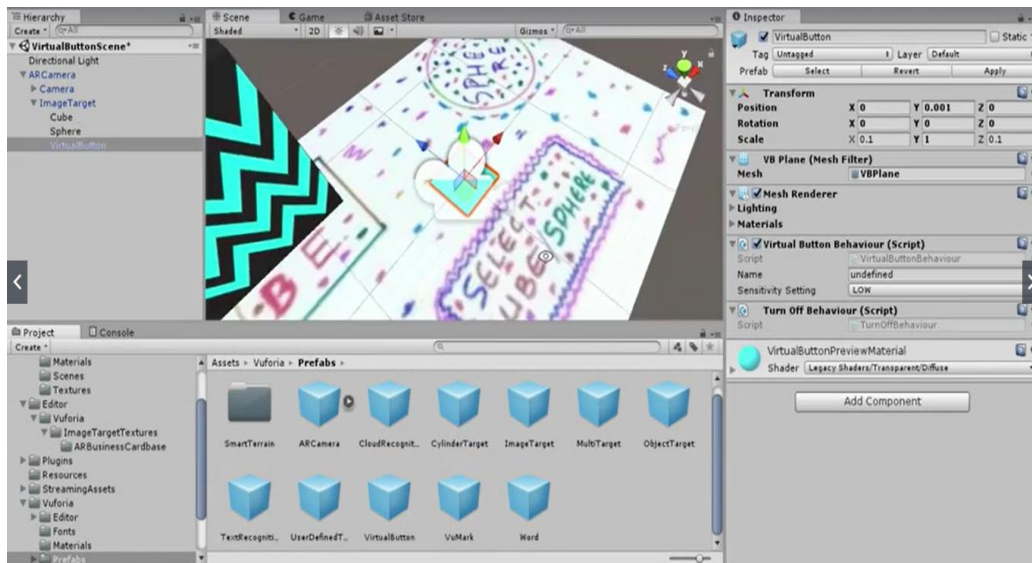 Hierarchy
Create
All
VirtualButtonScene*
Directional Light
ARCamera
Camera
ImageTarget
Cube
Sphere
VirtualButton
Scene
Game
Asset Store
Shaded
2D
Gizmos
All
SPHERE
BE
SELECT
UBE SPHERE
y
x
Inspector
VirtualButton
Static
Tag Untagged
Layer Default
Prefab
Select
Revert
Apply
Transform
Position X 0 Y 0.001 Z 0
Rotation X 0 Y 0 Z 0
Scale X 0.1 Y 1 Z 0.1
VB Plane (Mesh Filter)
Mesh VBPlane
Mesh Renderer
Lighting
Materials
Virtual Button Behaviour (Script)
Script VirtualButtonBehaviour
Name undefined
Sensitivity Setting LOW
Turn Off Behaviour (Script)
Script TurnOffBehaviour
VirtualButtonPreviewMaterial
Shader Legacy Shaders/Transparent/Diffuse
Add Component
Project
Console
Create
Materials
Scenes
Textures
Editor
Vuforia
ImageTargetTextures
ARBusinessCardbase
Plugins
Resources
StreamingAssets
Vuforia
Editor
Fonts
Materials
Prefabs
Assets Vuforia Prefabs
SmartTerrain
ARCamera
CloudRecognit...
CylinderTarget
ImageTarget
MultiTarget
ObjectTarget
TextRecogniti...
UserDefinedT...
VirtualButton
VuMark
Word